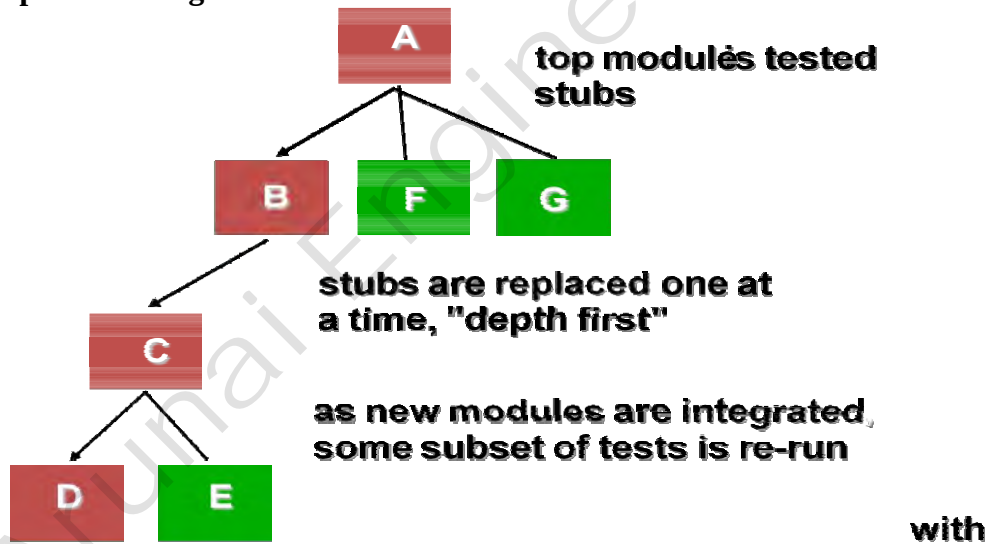 A
top modules tested
stubs
B
F
G
stubs are replaced one at
a time, "depth first"
C
as new modules are integrated,
some subset of tests is re-run
D
E
with